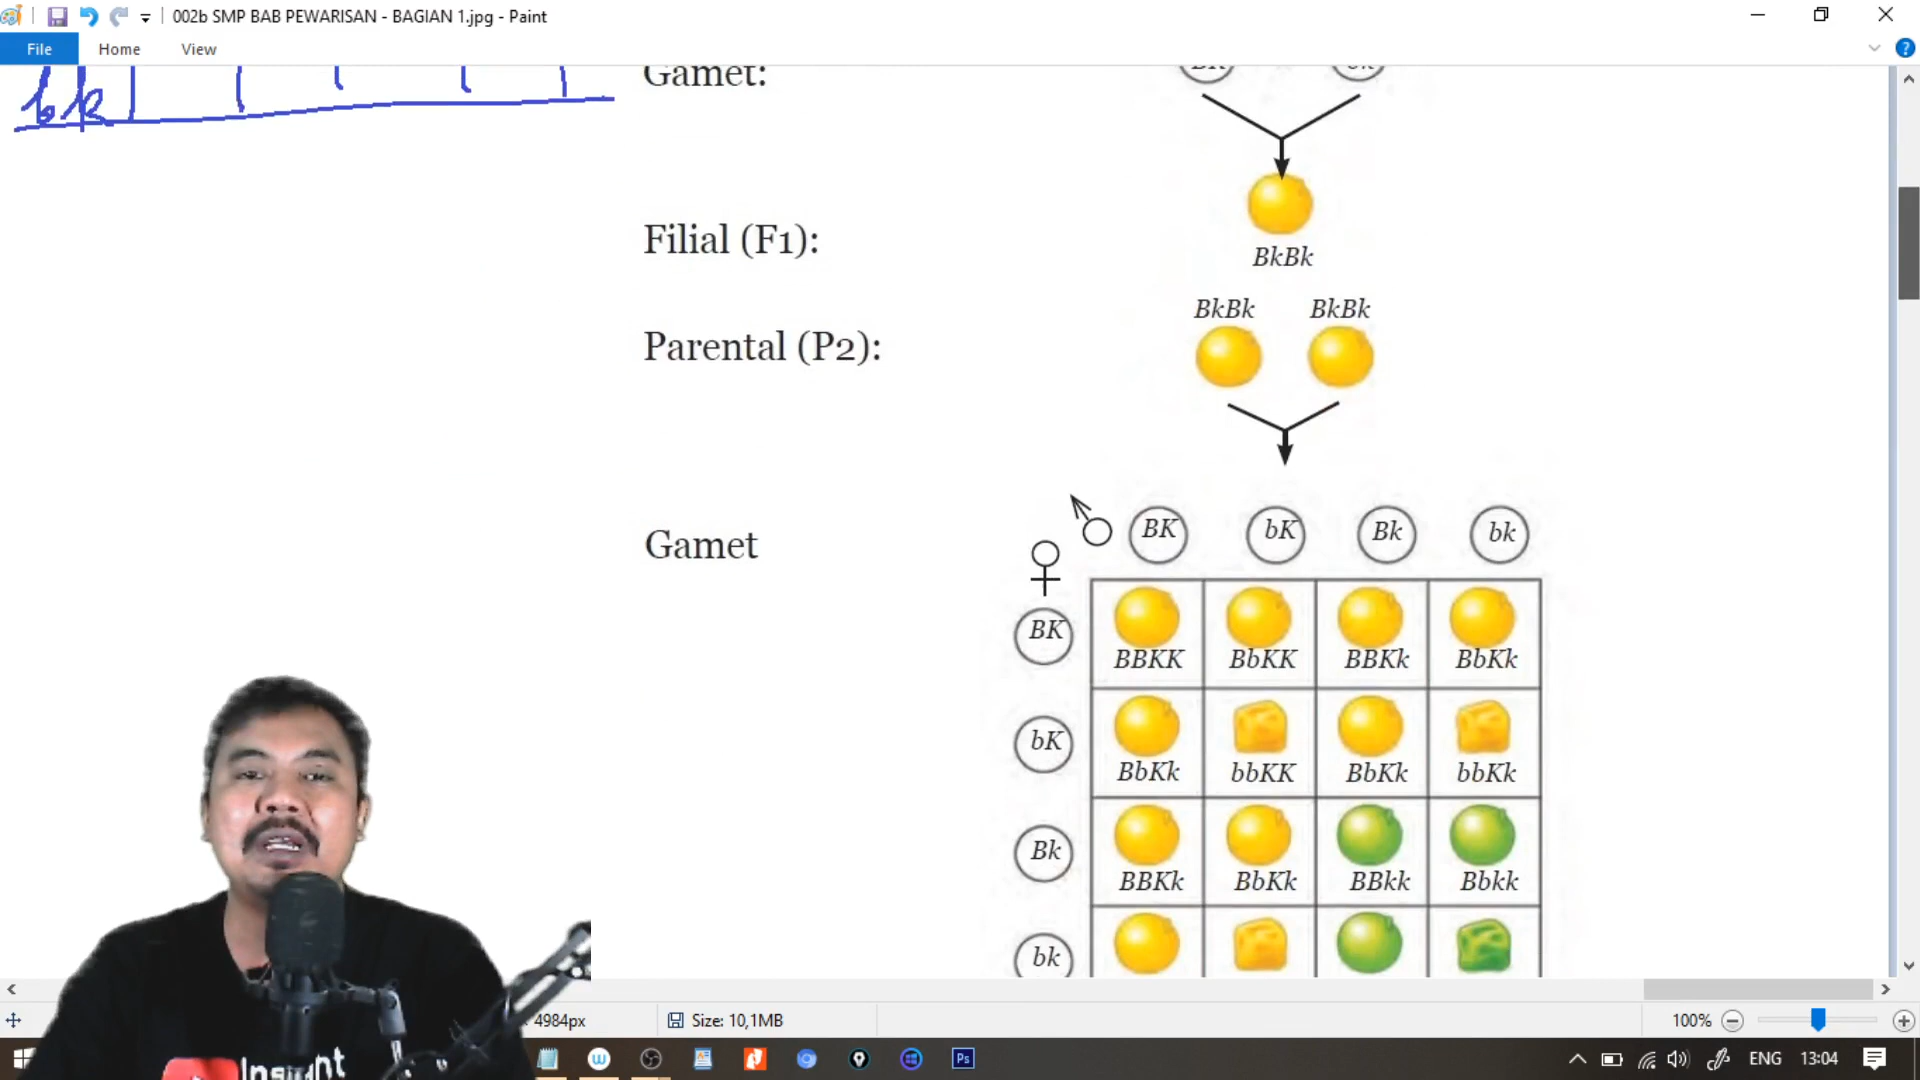 002b SMP BAB PEWARISAN - BAGIAN 1.jpg - Paint
File Home View
bk
Gamet:
Filial (F1):
BkBk
BkBk BkBk
Parental (P2):
Gamet
BK bK Bk bk
BK
BBKK BbKK BBKk BbKk
bK
BbKk bbKK BbKk bbKk
Bk
BBKk BbKk BBkk Bbkk
bk
4984px
Size: 10,1MB
100%
Ps
ENG
13:04